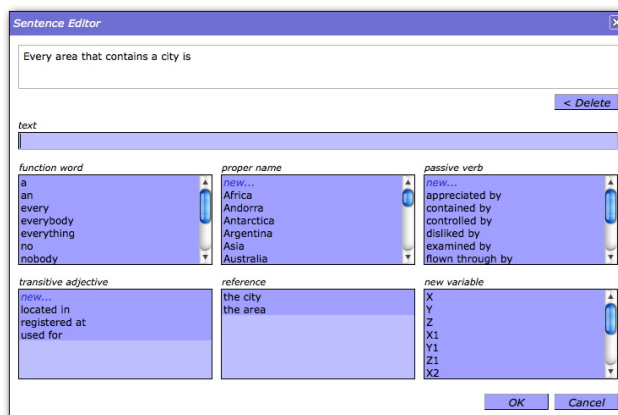 Sentence Editor
Every area that contains a city is
< Delete
text
function word
a
an
every
everybody
everything
no
nobody
proper name
new...
Africa
Andorra
Antarctica
Argentina
Asia
Australia
passive verb
new...
appreciated by
contained by
controlled by
disliked by
examined by
flown through by
transitive adjective
new...
located in
registered at
used for
reference
the city
the area
new variable
X
Y
Z
X1
Y1
Z1
X2
OK Cancel